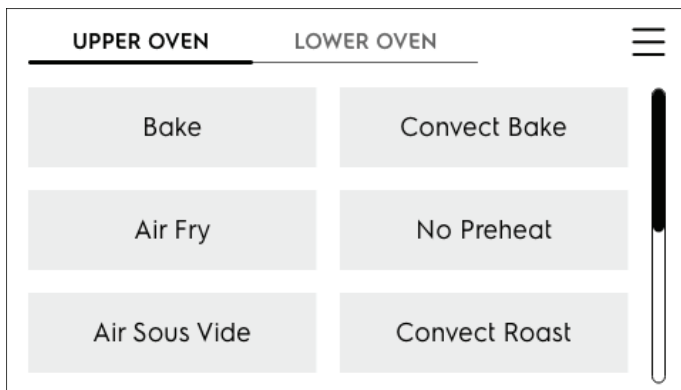 UPPER OVEN LOWER OVEN
Bake Convect Bake
Air Fry No Preheat
Air Sous Vide Convect Roast